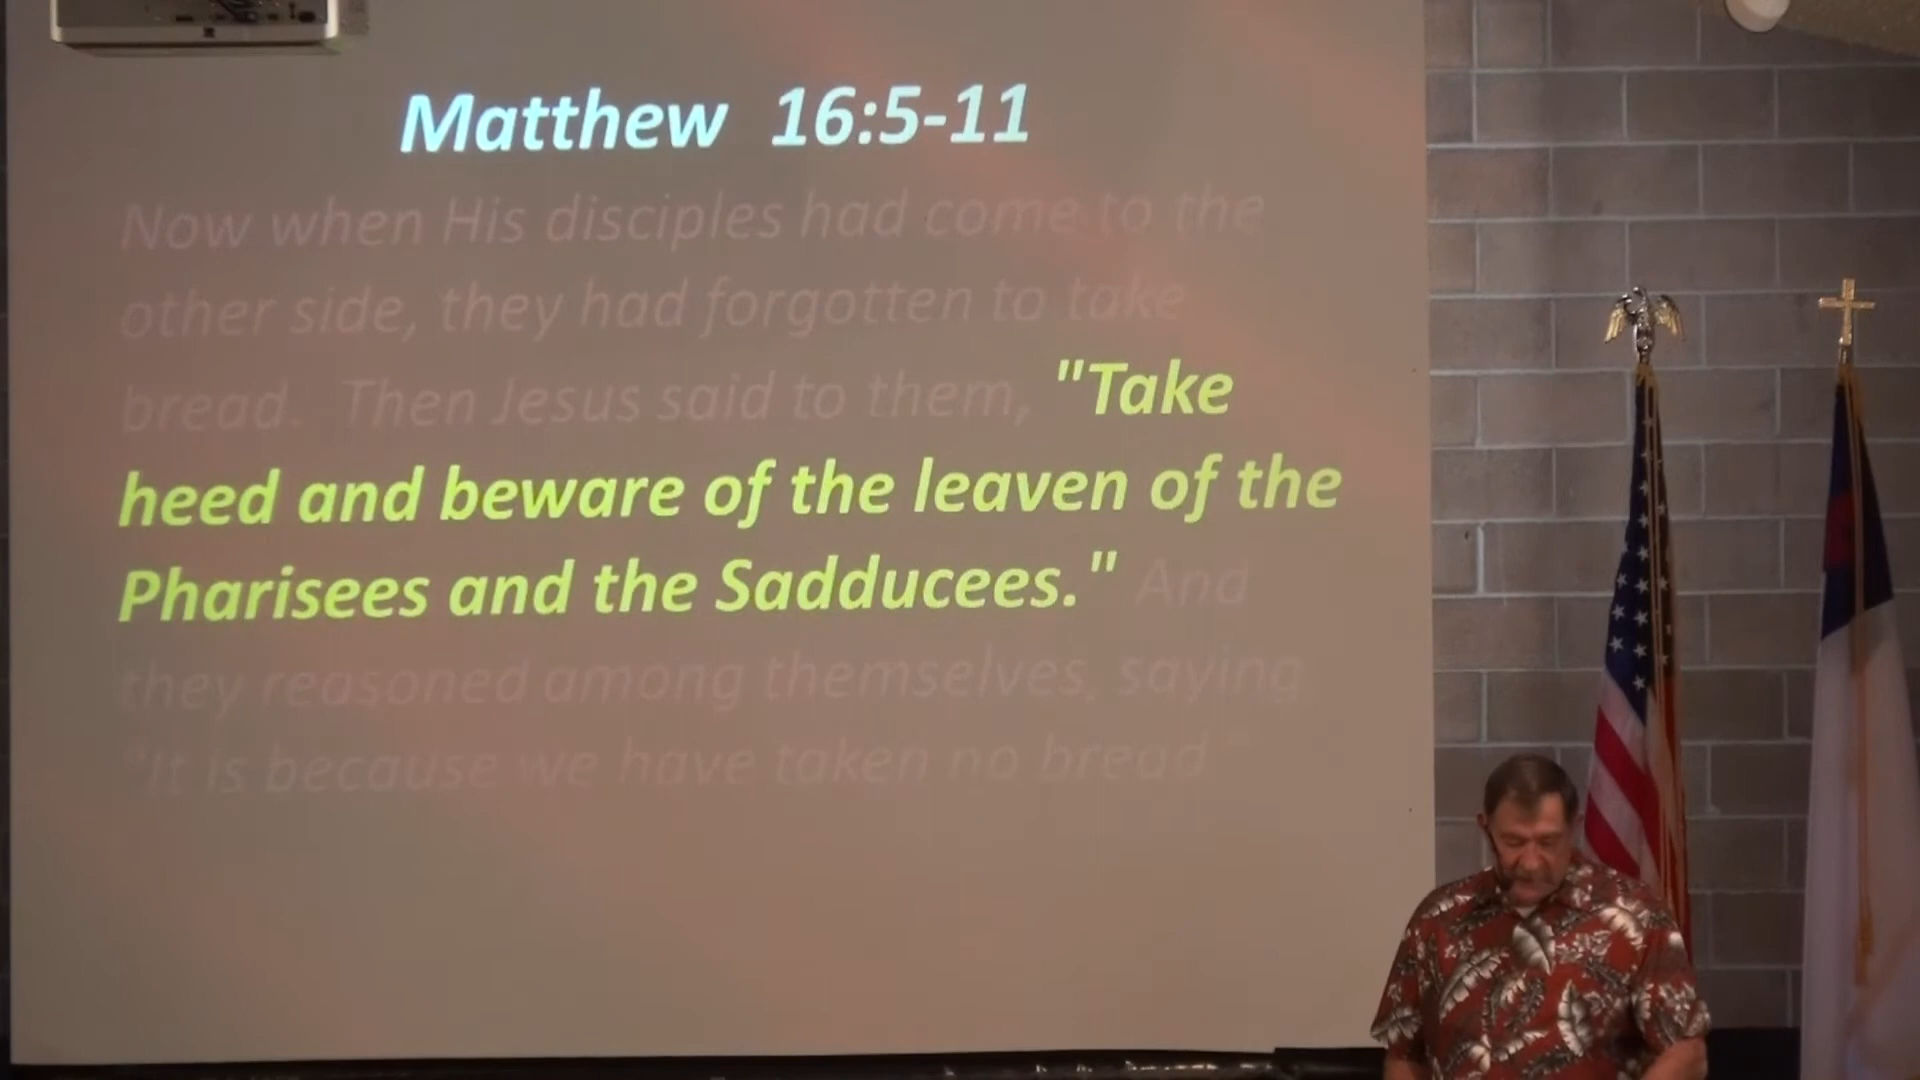 Matthew 16:5-11
Now when His disciples had come to the
other side, they had forgotten to take
bread. Then Jesus said to them, "Take
heed and beware of the leaven of the
Pharisees and the Sadducees." And
they reasoned among themselves, saying,
"It is because we have taken no bread"